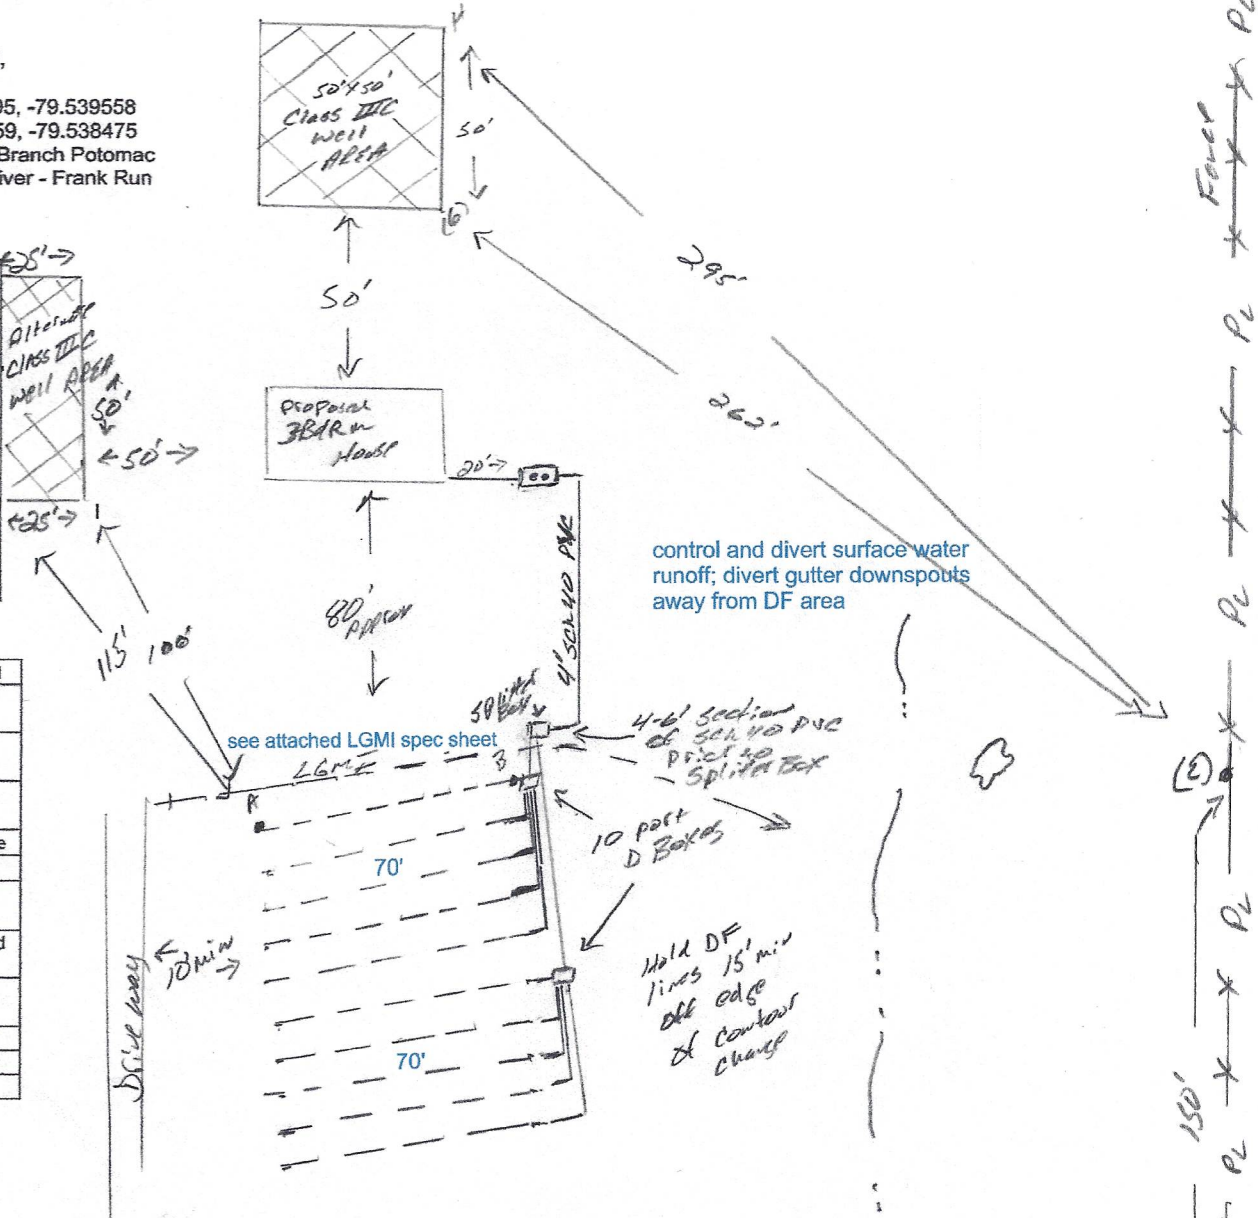 95, -79.539558
59, -79.538475
Branch Potomac
iver - Frank Run
50'x50'
Class IIIC
Well
AREA
50'
(6)
295'
262'
Fence
PL
PL
PL
PL
PL
PL
50'
←25'→
Alternate
CLASS IIIC
Well AREA
50'
←50'→
←25'→
115'
100'
Proposed
3BdRm
House
20'→
80'
Approx
4" SCH 40 PVC
control and divert surface water
runoff; divert gutter downspouts
away from DF area
Splitter
Box
4-6' Section
of SCH 40 PVC
Prior to
Splitter Box
see attached LGMI spec sheet
LGMI
A
B
10 port
D Boxes
70'
70'
Driveway
10' min
Hold DF
lines 15' min
off edge
of contour
change
(E)
150'